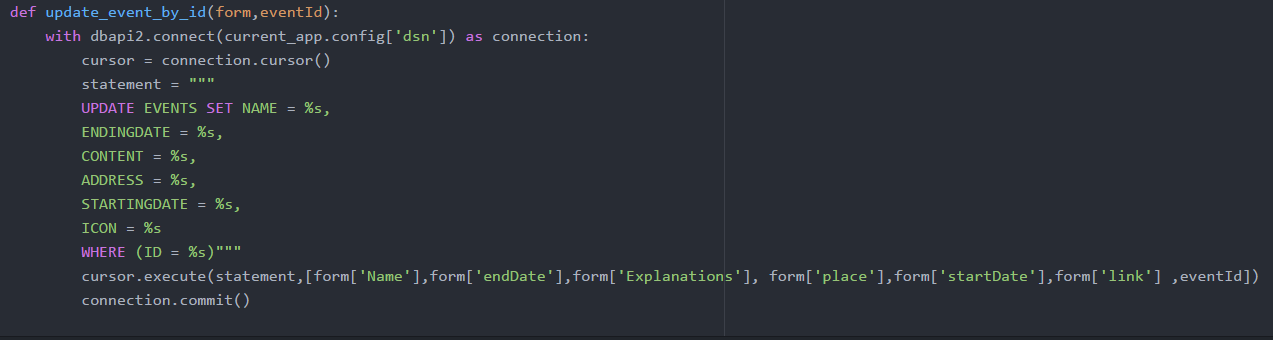 def update_event_by_id(form,eventId):
    with dbapi2.connect(current_app.config['dsn']) as connection:
        cursor = connection.cursor()
        statement = """
        UPDATE EVENTS SET NAME = %s,
        ENDINGDATE = %s,
        CONTENT = %s,
        ADDRESS = %s,
        STARTINGDATE = %s,
        ICON = %s
        WHERE (ID = %s)"""
        cursor.execute(statement,[form['Name'],form['endDate'],form['Explanations'], form['place'],form['startDate'],form['link'] ,eventId])
        connection.commit()